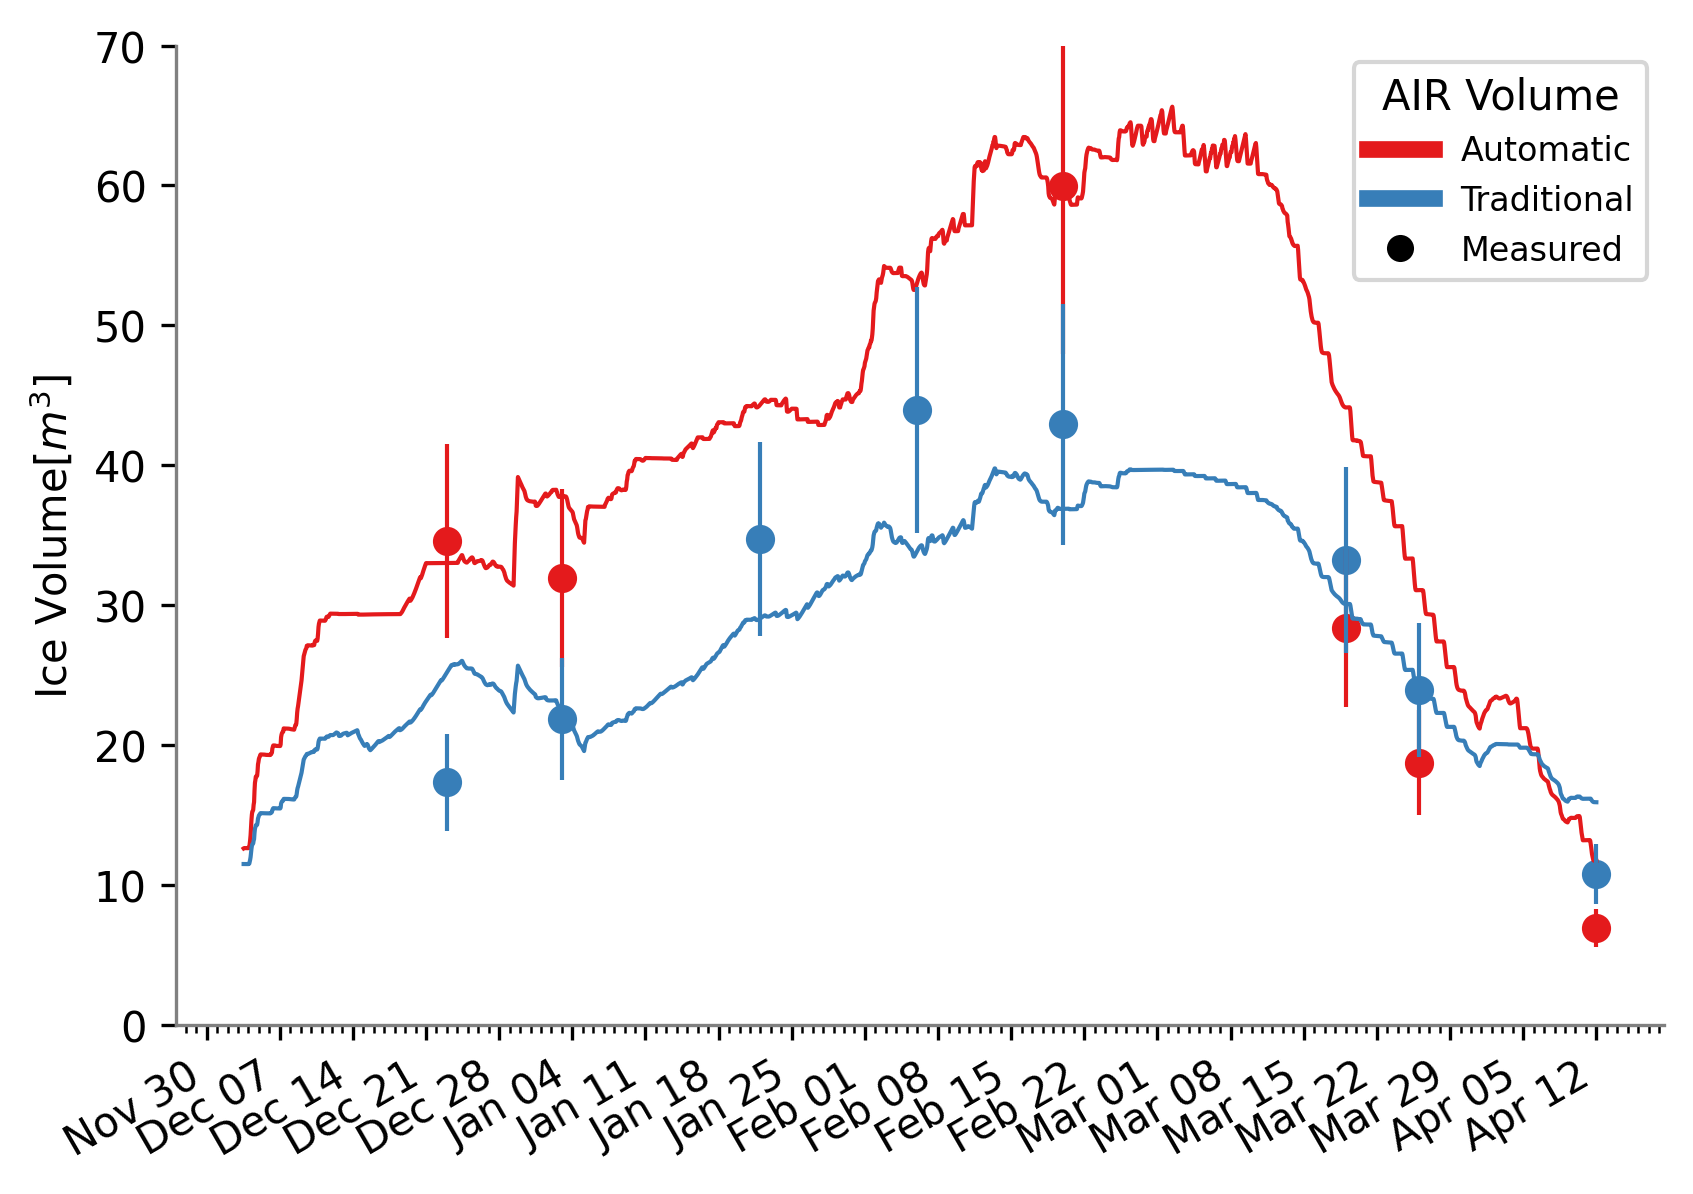 70
60
50
40
30
20
10
0
Ice Volume[m³]
AIR Volume
Automatic
Traditional
Measured
Nov 30
Dec 07
Dec 14
Dec 21
Dec 28
Jan 04
Jan 11
Jan 18
Jan 25
Feb 01
Feb 08
Feb 15
Feb 22
Mar 01
Mar 08
Mar 15
Mar 22
Mar 29
Apr 05
Apr 12